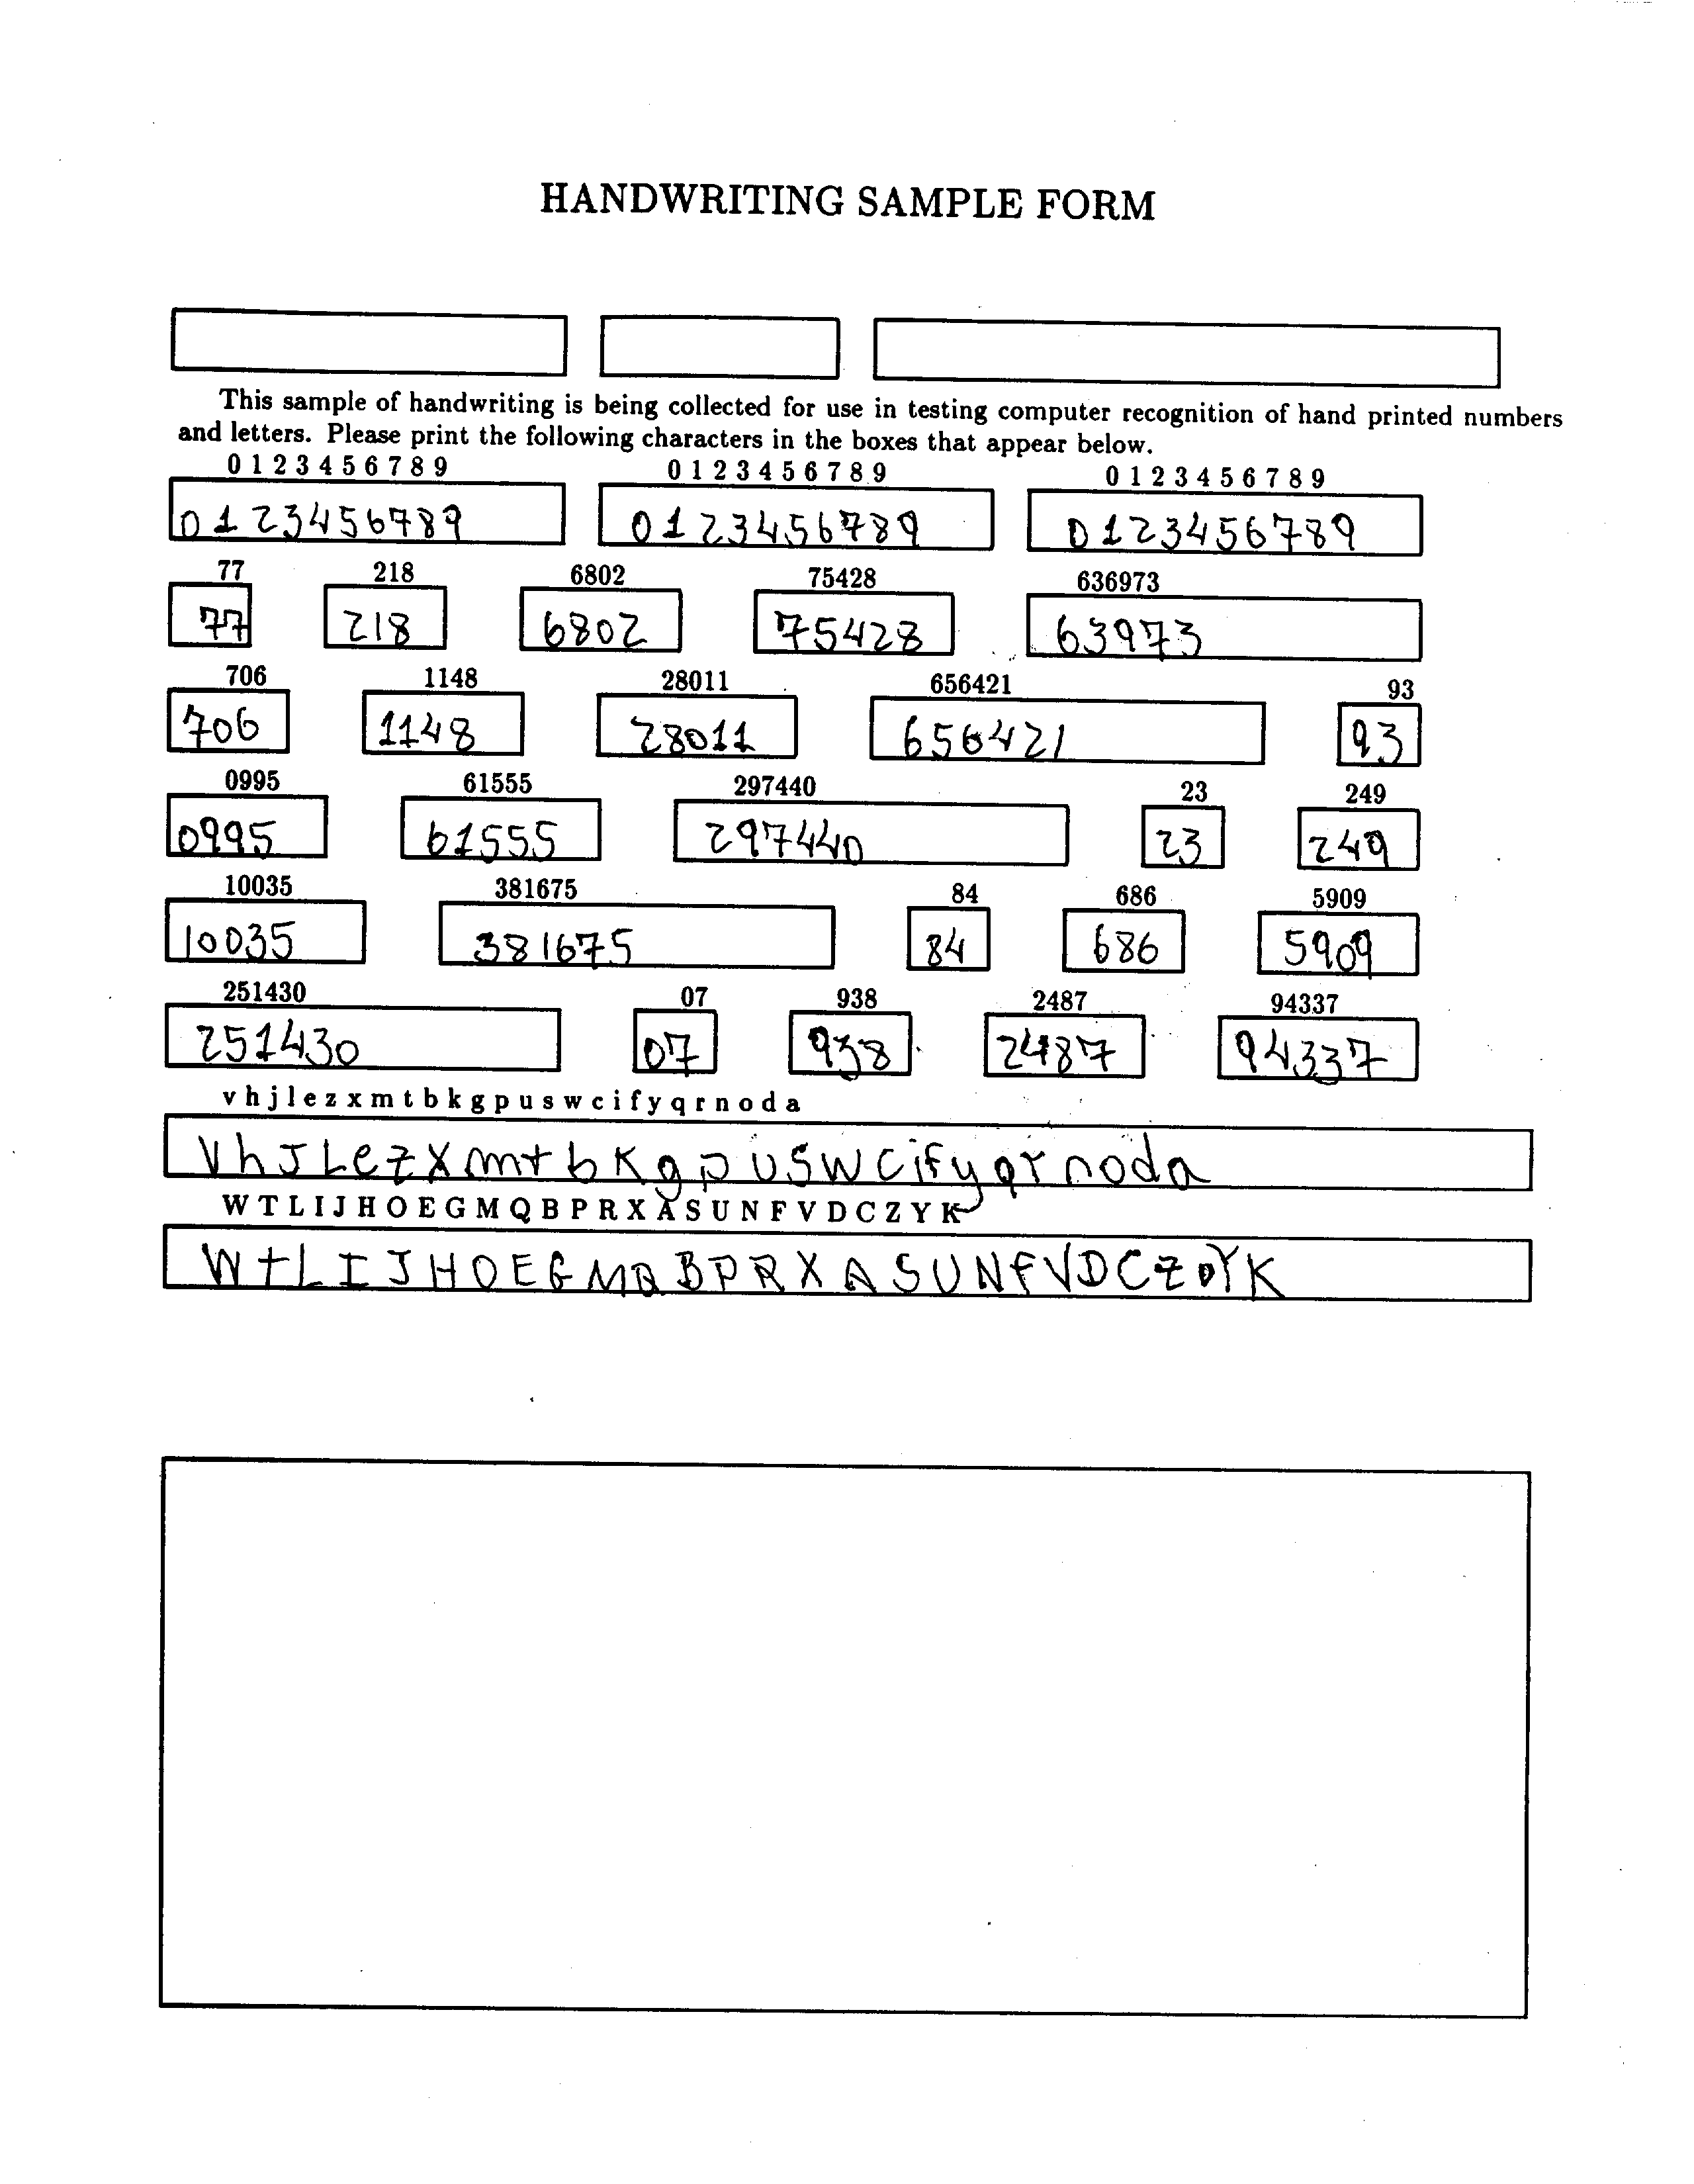 HANDWRITING SAMPLE FORM
This sample of handwriting is being collected for use in testing computer recognition of hand printed numbers
and letters. Please print the following characters in the boxes that appear below.
0 1 2 3 4 5 6 7 8 9 0 1 2 3 4 5 6 7 8 9 0 1 2 3 4 5 6 7 8 9
0123456789 0123456789 0123456789
77 218 6802 75428 636973
77 218 6802 75428 63973
706 1148 28011 656421 93
706 1148 28011 656421 93
0995 61555 297440 23 249
0995 61555 297440 23 249
10035 381675 84 686 5909
10035 381675 84 686 5909
251430 07 938 2487 94337
251430 07 938 2487 94337
v h j l e z x m t b k g p u s w c i f y q r n o d a
V h J L e z X m t b K g p u s w c i f y q r n o d a
W T L I J H O E G M Q B P R X A S U N F V D C Z Y K
W t L I J H O E G M Q B P R X A S U N F V D C Z Y K